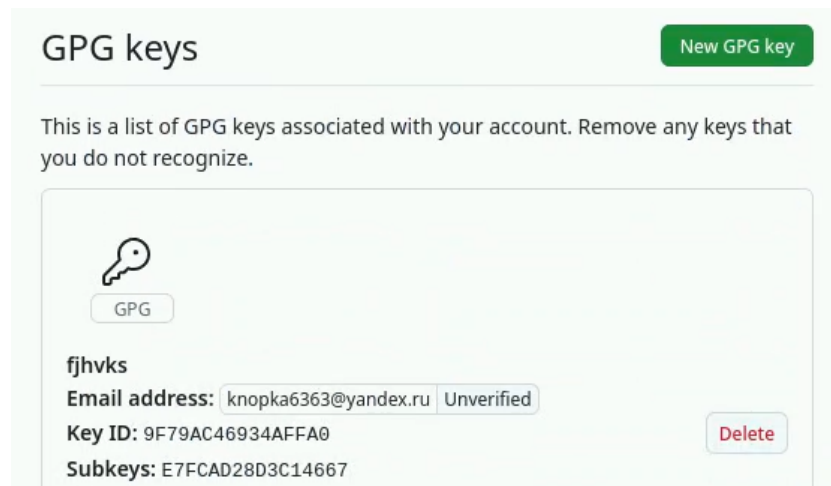 GPG keys
New GPG key
This is a list of GPG keys associated with your account. Remove any keys that
you do not recognize.
GPG
fjhvks
Email address: knopka6363@yandex.ru Unverified
Key ID: 9F79AC46934AFFA0
Delete
Subkeys: E7FCAD28D3C14667